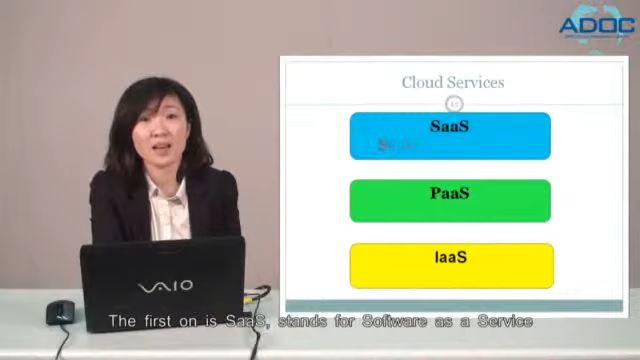 ADOC
Cloud Services
SaaS
PaaS
IaaS
VAIO
The first on is SaaS, stands for Software as a Service